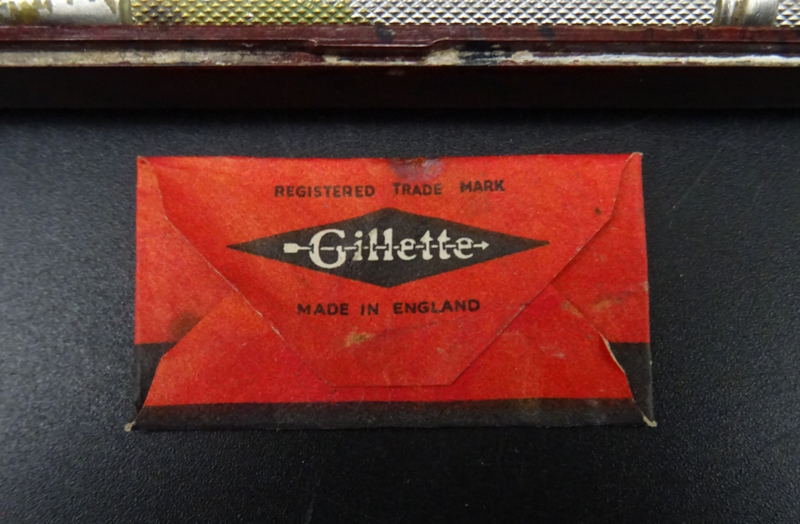 REGISTERED TRADE MARK
Gillette
MADE IN ENGLAND